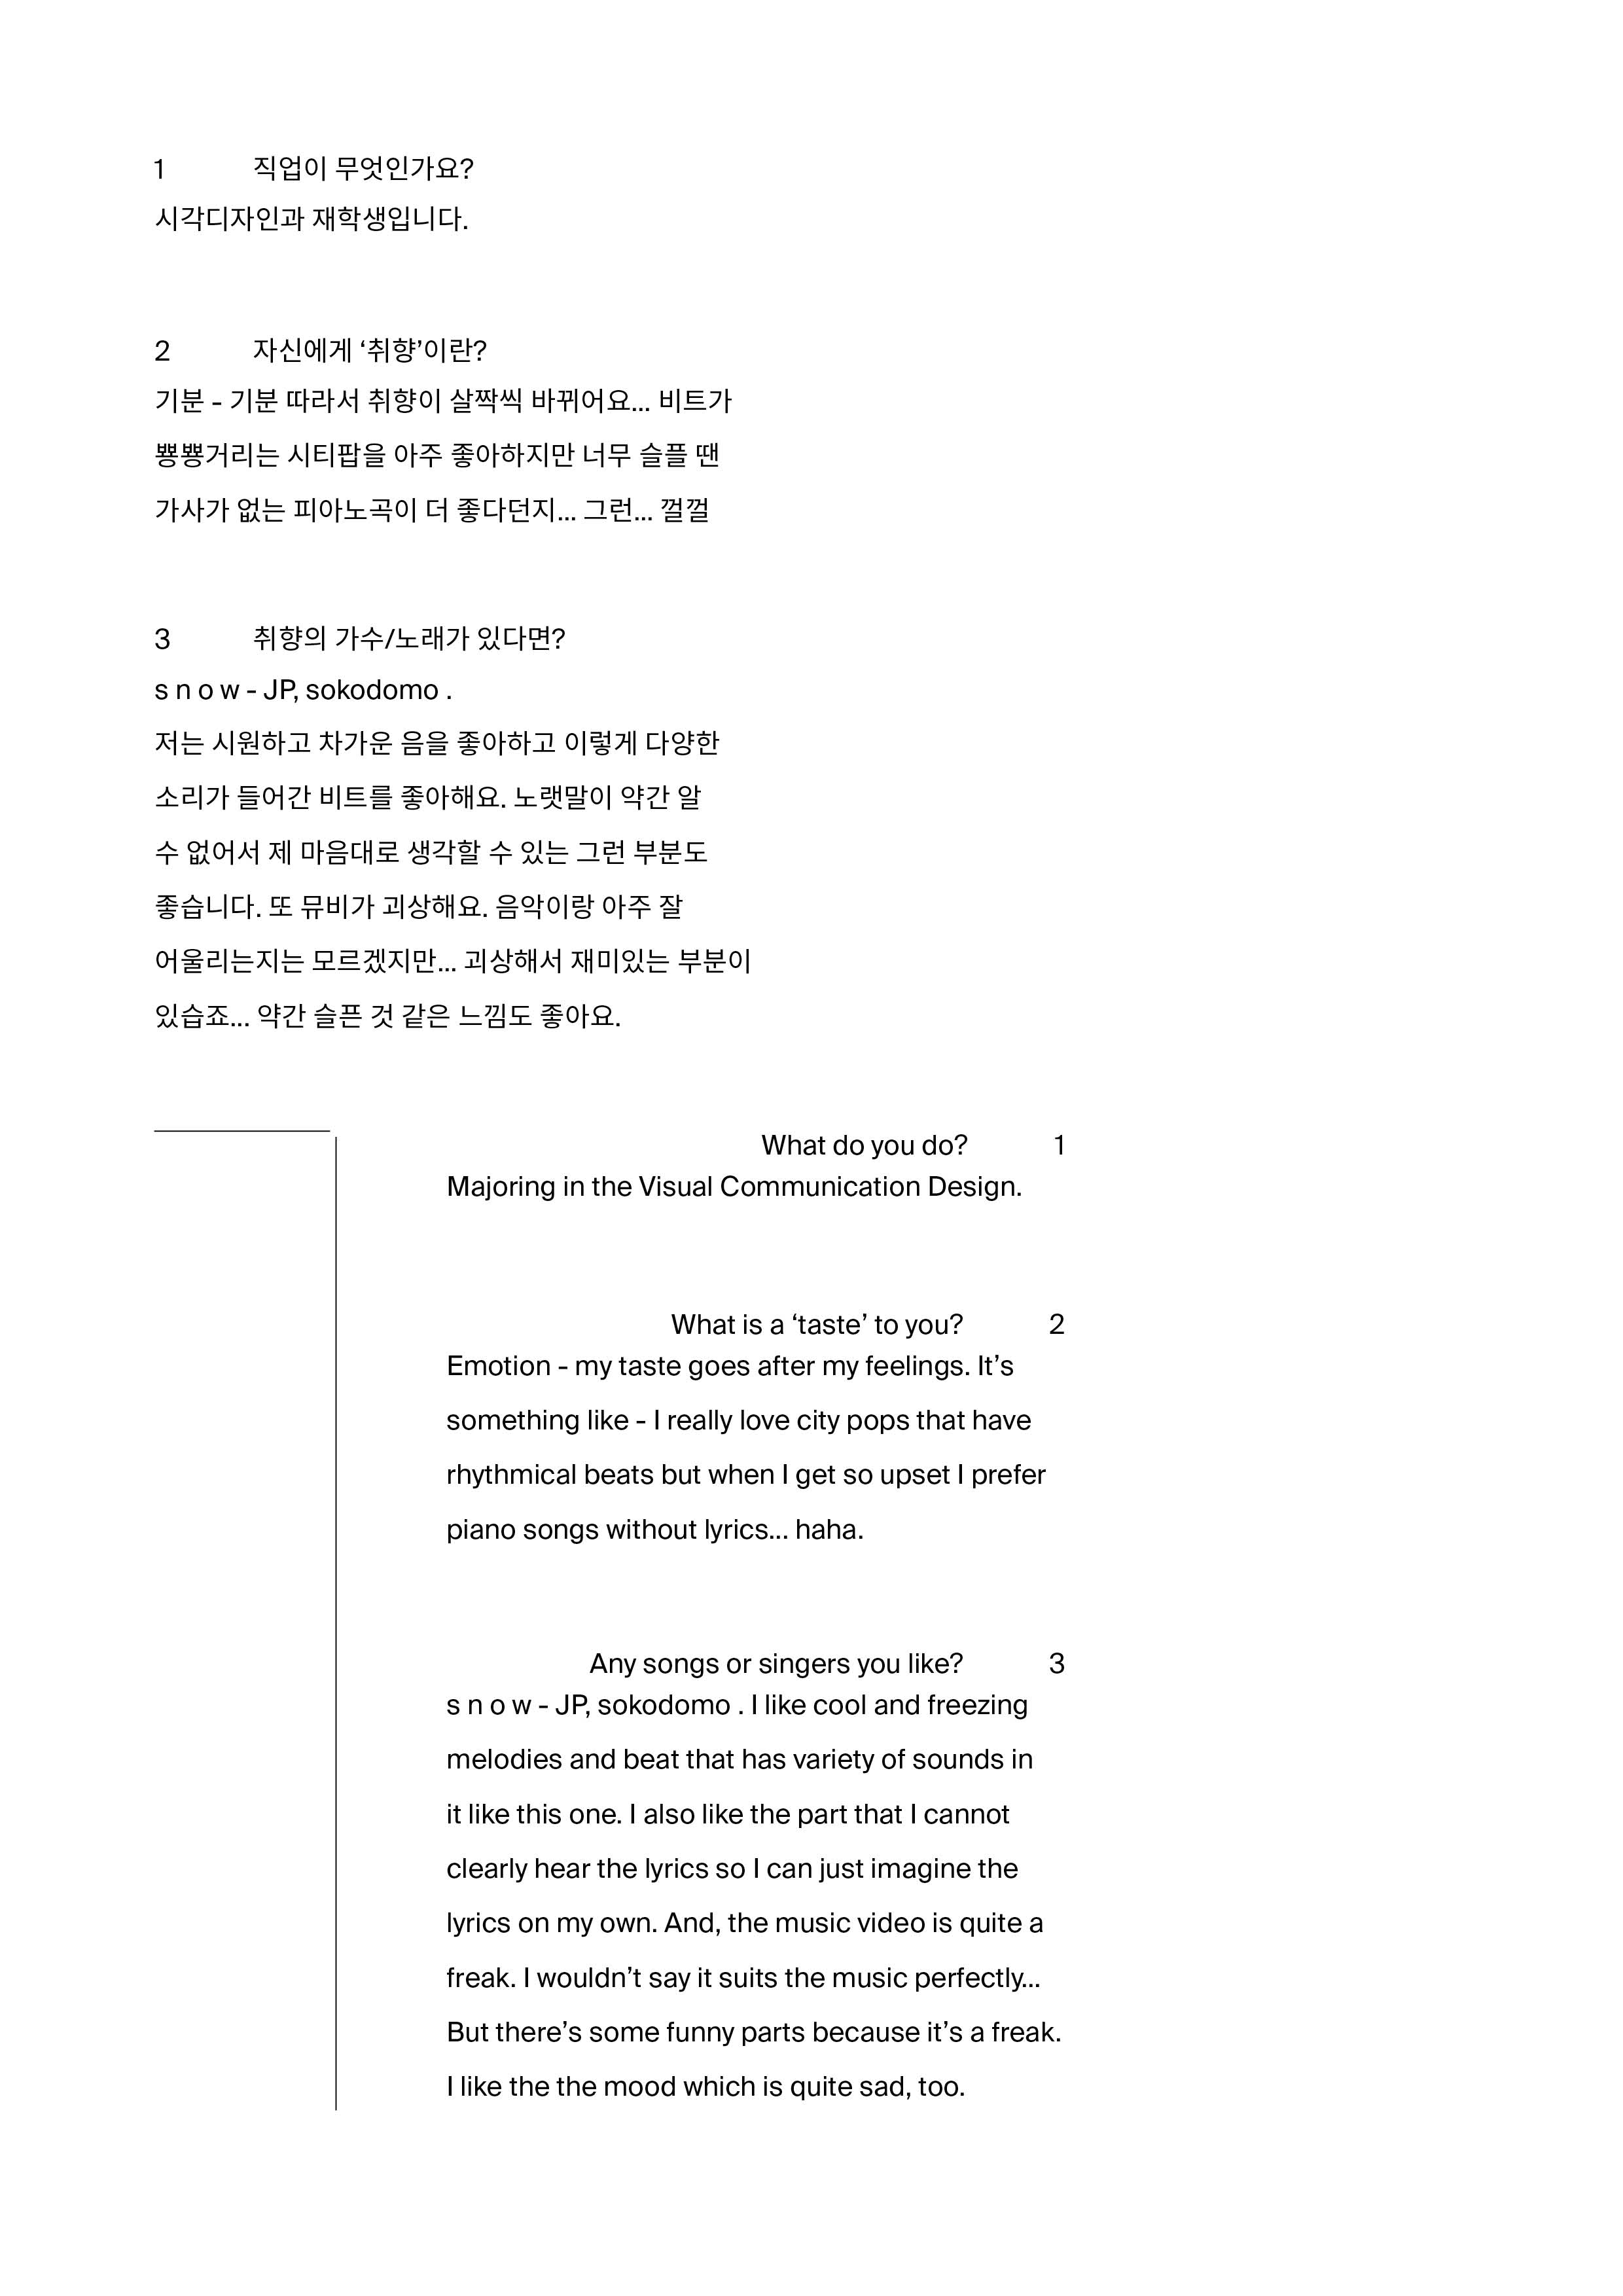 1 직업이 무엇인가요?
시각디자인과 재학생입니다.
2 자신에게 ‘취향’이란?
기분 - 기분 따라서 취향이 살짝씩 바뀌어요... 비트가
뿅뿅거리는 시티팝을 아주 좋아하지만 너무 슬플 땐
가사가 없는 피아노곡이 더 좋다던지... 그런... 껄껄
3 취향의 가수/노래가 있다면?
s n o w - JP, sokodomo .
저는 시원하고 차가운 음을 좋아하고 이렇게 다양한
소리가 들어간 비트를 좋아해요. 노랫말이 약간 알
수 없어서 제 마음대로 생각할 수 있는 그런 부분도
좋습니다. 또 뮤비가 괴상해요. 음악이랑 아주 잘
어울리는지는 모르겠지만... 괴상해서 재미있는 부분이
있습죠... 약간 슬픈 것 같은 느낌도 좋아요.
What do you do? 1
Majoring in the Visual Communication Design.
What is a ‘taste’ to you? 2
Emotion - my taste goes after my feelings. It’s
something like - I really love city pops that have
rhythmical beats but when I get so upset I prefer
piano songs without lyrics... haha.
Any songs or singers you like? 3
s n o w - JP, sokodomo . I like cool and freezing
melodies and beat that has variety of sounds in
it like this one. I also like the part that I cannot
clearly hear the lyrics so I can just imagine the
lyrics on my own. And, the music video is quite a
freak. I wouldn’t say it suits the music perfectly...
But there’s some funny parts because it’s a freak.
I like the the mood which is quite sad, too.